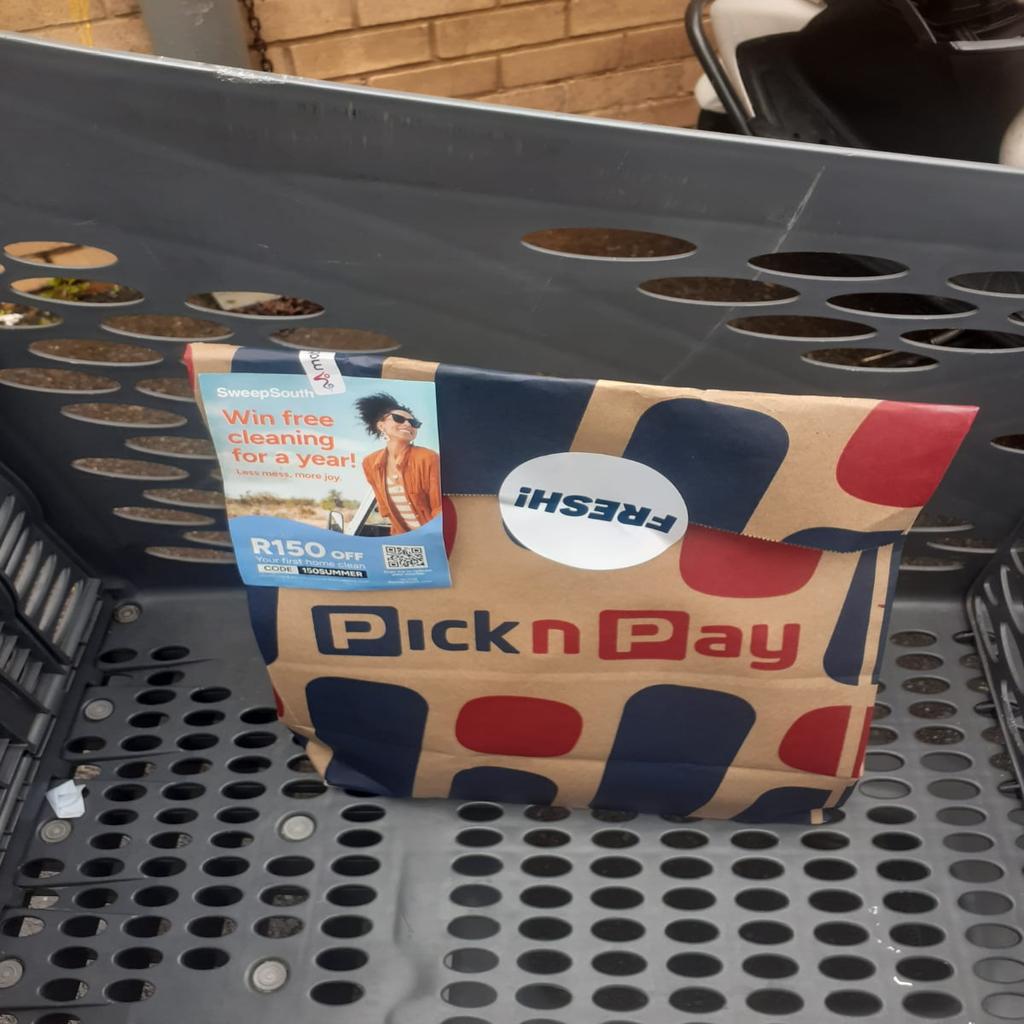 SweepSouth
Win free
cleaning
for a year!
Less mess, more joy.
R150 OFF
Your first home clean
CODE 150SUMMER
FRESH!
Pick n Pay